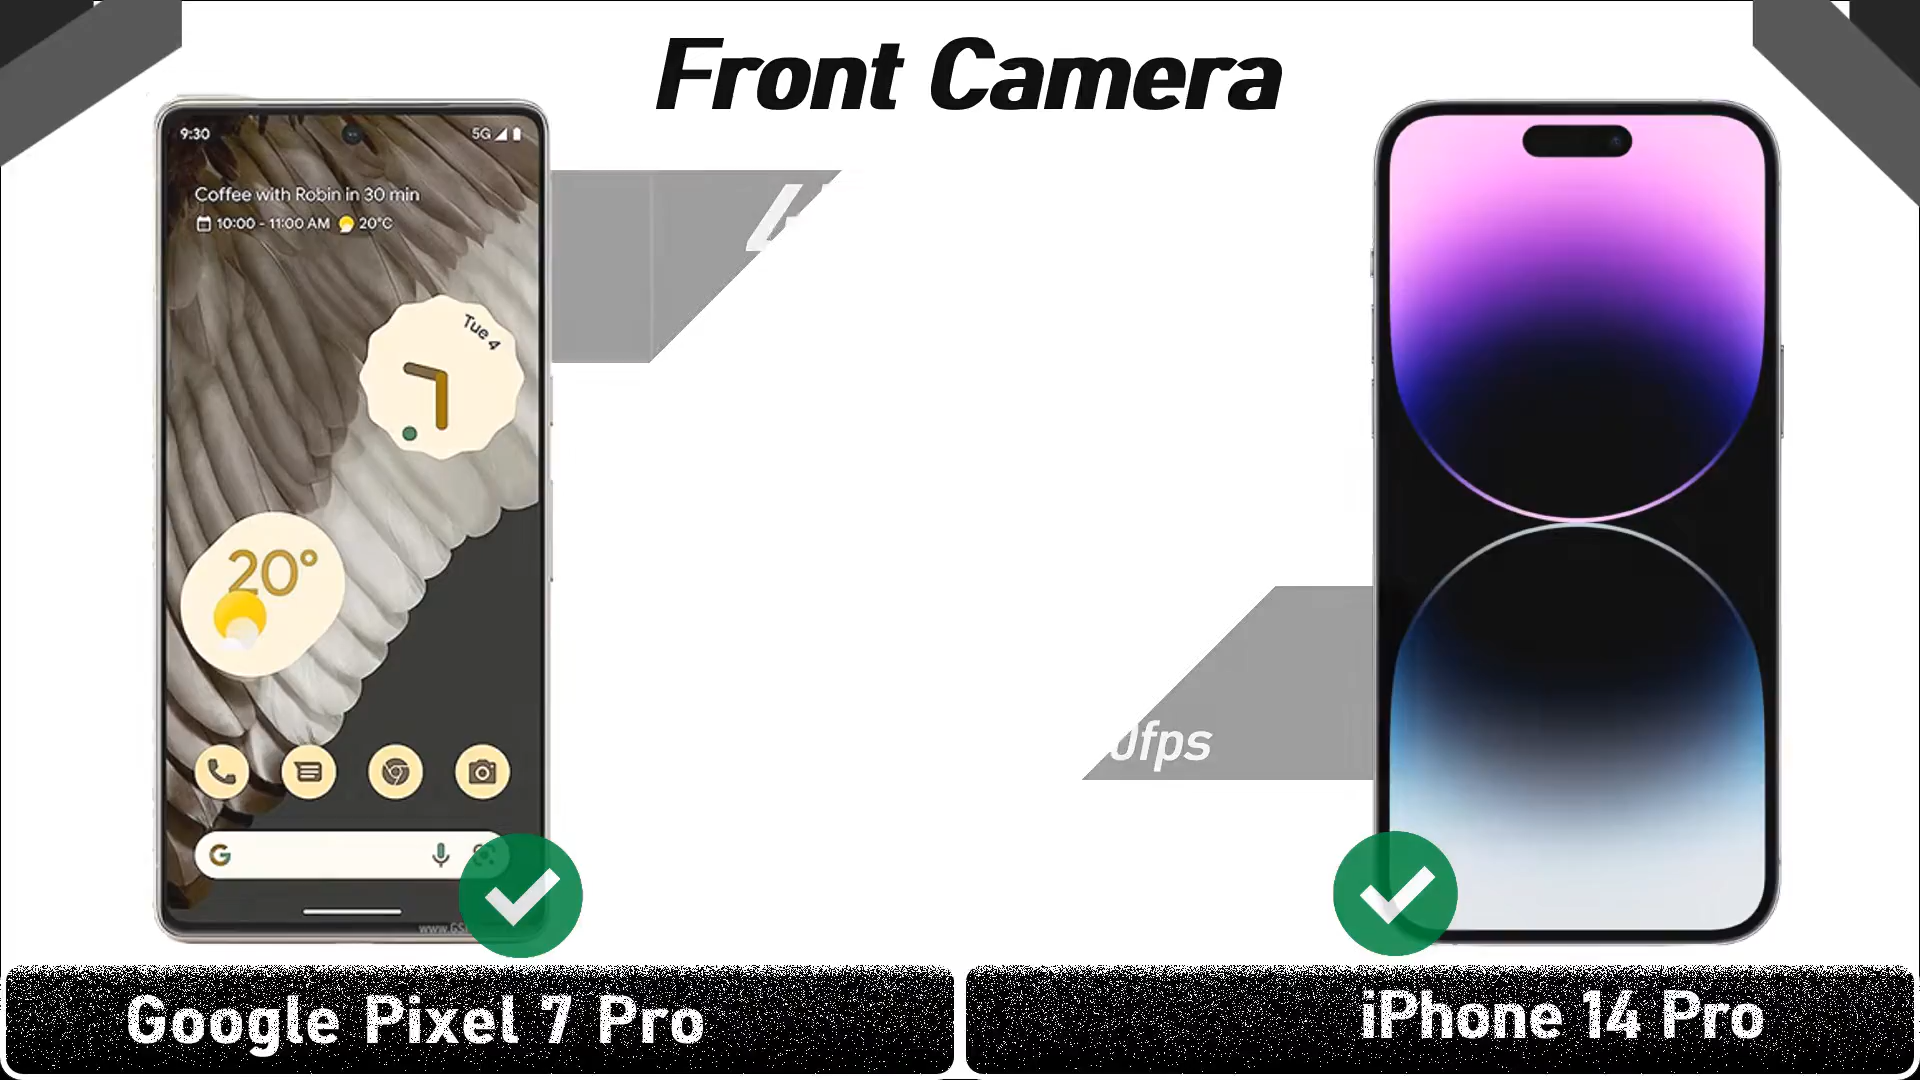 Front Camera
9:30
5G
Coffee with Robin in 30 min
10:00 - 11:00 AM 20°C
Tue 4
20°
0fps
G
Google Pixel 7 Pro
iPhone 14 Pro